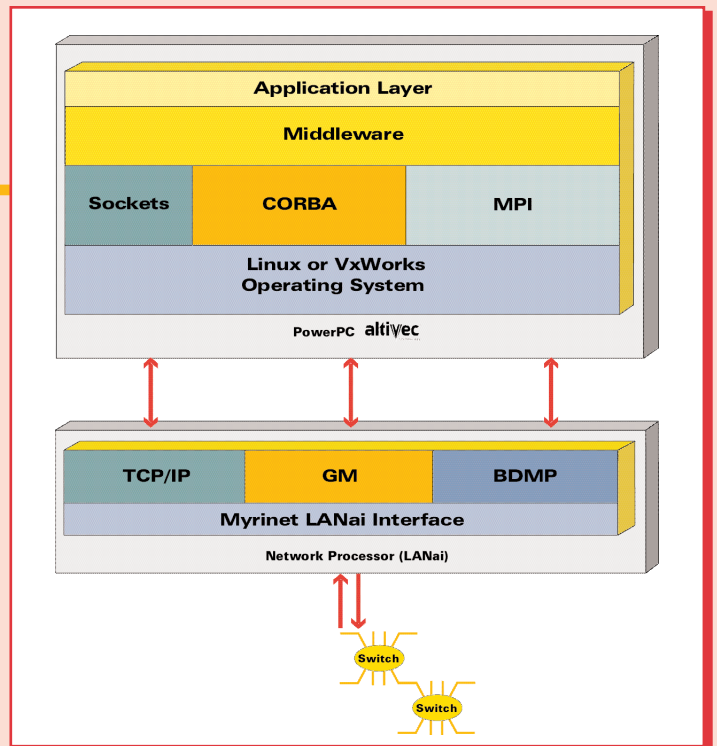 Application Layer
Middleware
Sockets
CORBA
MPI
Linux or VxWorks
Operating System
PowerPC altivec
TCP/IP
GM
BDMP
Myrinet LANai Interface
Network Processor (LANai)
Switch
Switch